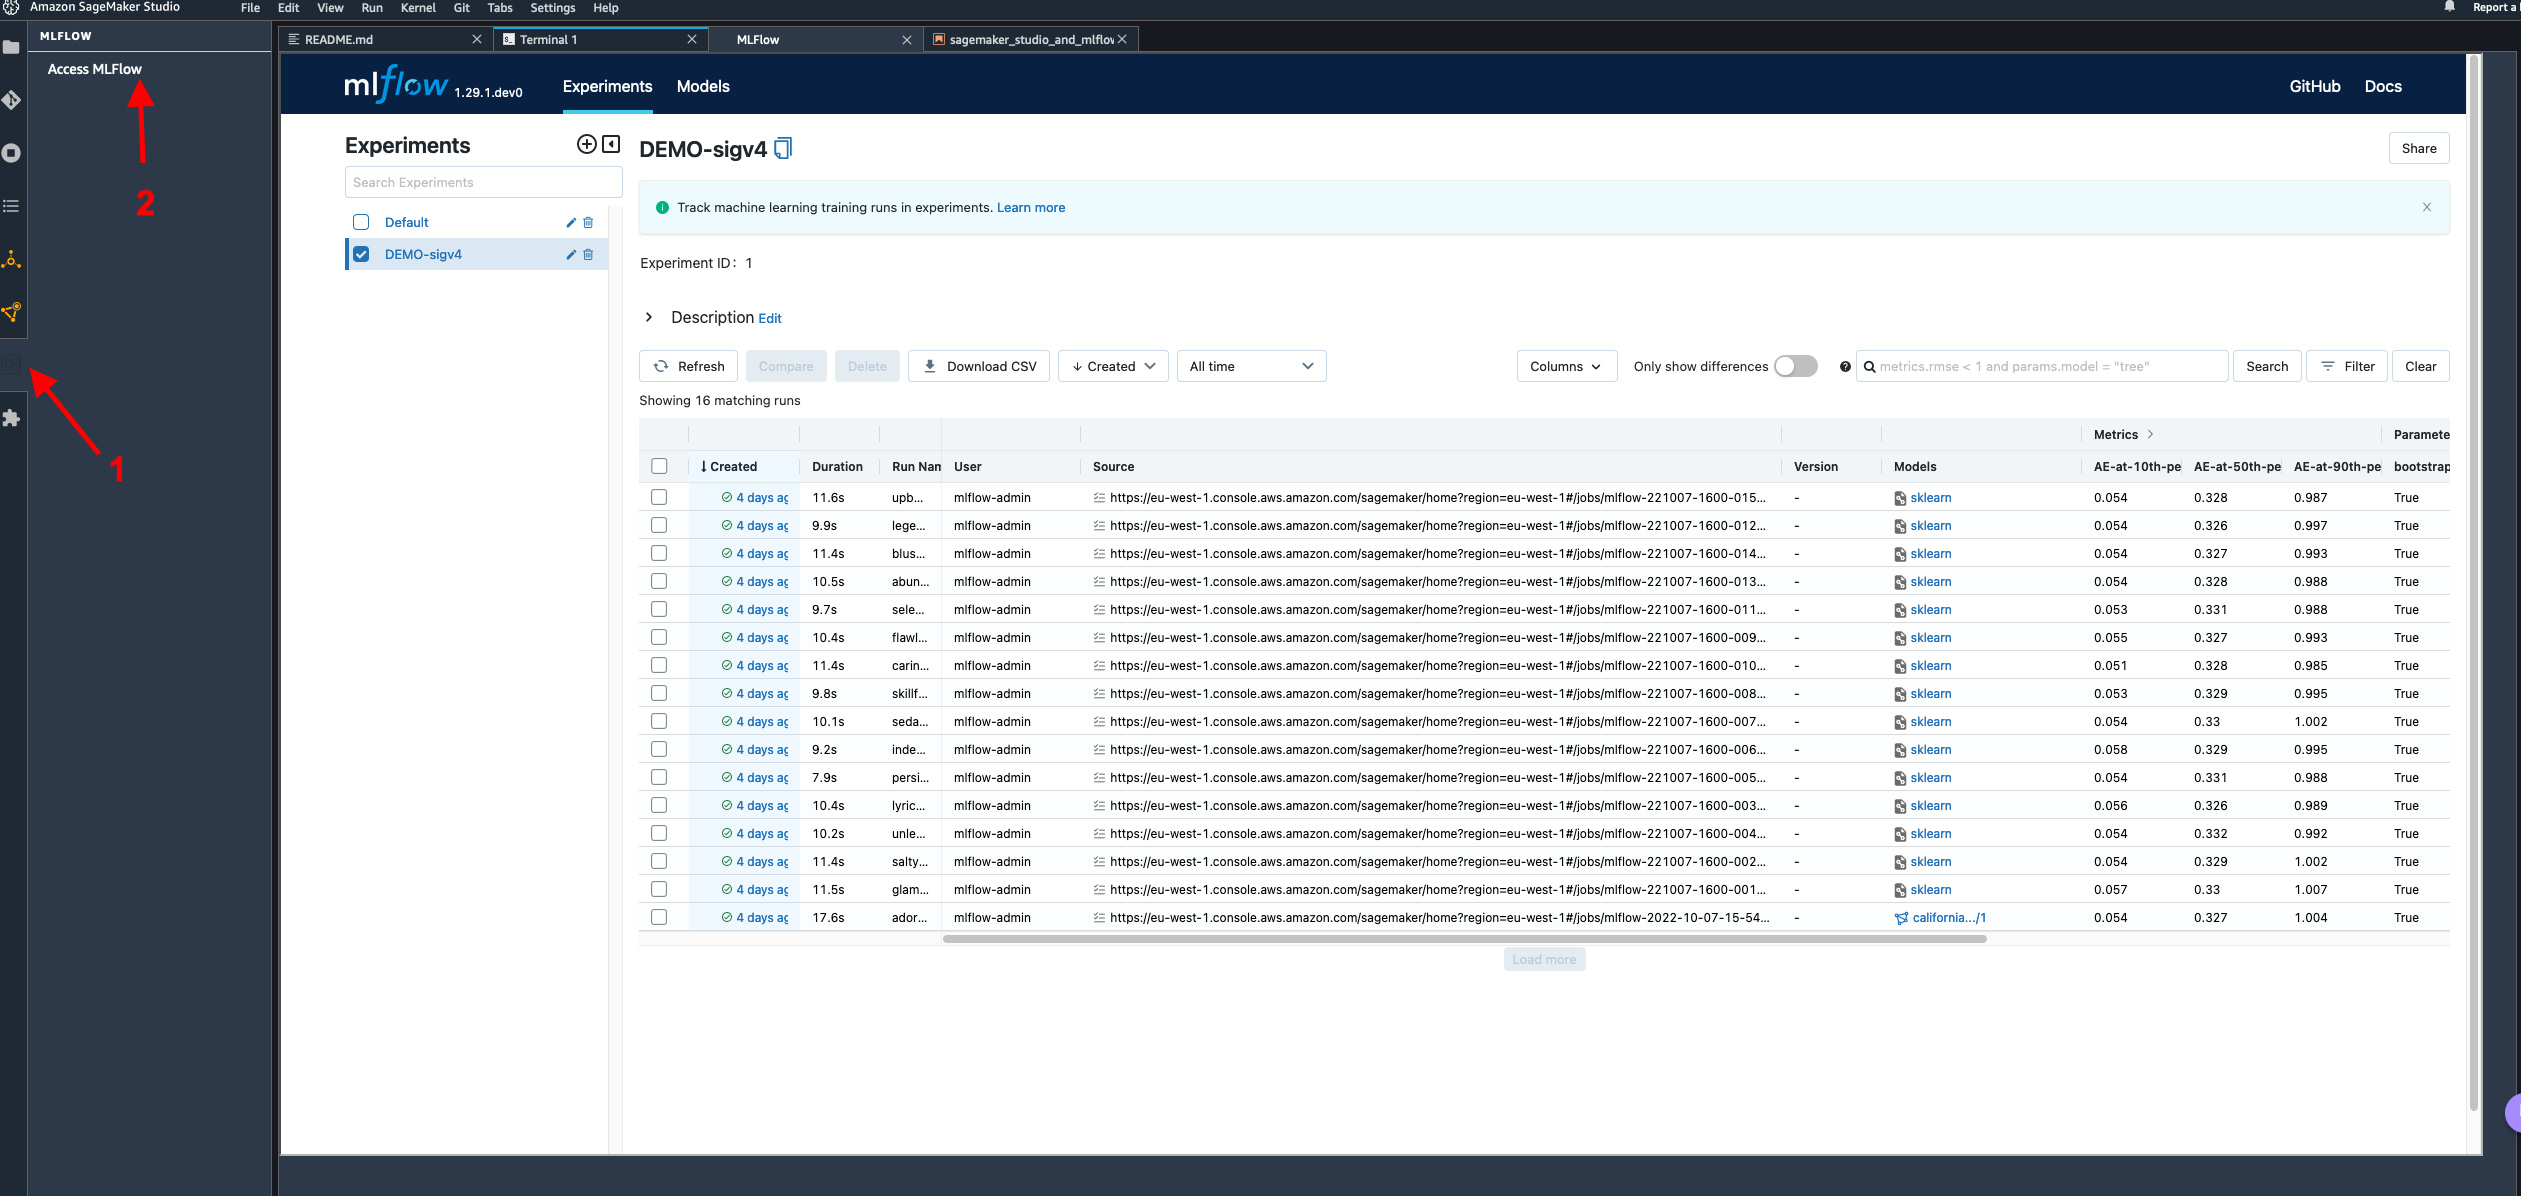 Amazon SageMaker Studio File Edit View Run Kernel Git Tabs Settings Help Report a
MLFLOW
README.md Terminal 1 MLFlow sagemaker_studio_and_mlflow
Access MLFlow
2
1
mlflow 1.29.1.dev0 Experiments Models GitHub Docs
Experiments
Search Experiments
Default
DEMO-sigv4
DEMO-sigv4 Share
Track machine learning training runs in experiments. Learn more
Experiment ID: 1
Description Edit
Refresh Compare Delete Download CSV Created All time Columns Only show differences metrics.rmse < 1 and params.model = "tree" Search Filter Clear
Showing 16 matching runs
Metrics Paramete
Created Duration Run Nam User Source Version Models AE-at-10th-pe AE-at-50th-pe AE-at-90th-pe bootstrap
4 days ag 11.6s upb... mlflow-admin https://eu-west-1.console.aws.amazon.com/sagemaker/home?region=eu-west-1#/jobs/mlflow-221007-1600-015... - sklearn 0.054 0.328 0.987 True
4 days ag 9.9s lege... mlflow-admin https://eu-west-1.console.aws.amazon.com/sagemaker/home?region=eu-west-1#/jobs/mlflow-221007-1600-012... - sklearn 0.054 0.326 0.997 True
4 days ag 11.4s blus... mlflow-admin https://eu-west-1.console.aws.amazon.com/sagemaker/home?region=eu-west-1#/jobs/mlflow-221007-1600-014... - sklearn 0.054 0.327 0.993 True
4 days ag 10.5s abun... mlflow-admin https://eu-west-1.console.aws.amazon.com/sagemaker/home?region=eu-west-1#/jobs/mlflow-221007-1600-013... - sklearn 0.054 0.328 0.988 True
4 days ag 9.7s sele... mlflow-admin https://eu-west-1.console.aws.amazon.com/sagemaker/home?region=eu-west-1#/jobs/mlflow-221007-1600-011... - sklearn 0.053 0.331 0.988 True
4 days ag 10.4s flawl... mlflow-admin https://eu-west-1.console.aws.amazon.com/sagemaker/home?region=eu-west-1#/jobs/mlflow-221007-1600-009... - sklearn 0.055 0.327 0.993 True
4 days ag 11.4s carin... mlflow-admin https://eu-west-1.console.aws.amazon.com/sagemaker/home?region=eu-west-1#/jobs/mlflow-221007-1600-010... - sklearn 0.051 0.328 0.985 True
4 days ag 9.8s skillf... mlflow-admin https://eu-west-1.console.aws.amazon.com/sagemaker/home?region=eu-west-1#/jobs/mlflow-221007-1600-008... - sklearn 0.053 0.329 0.995 True
4 days ag 10.1s seda... mlflow-admin https://eu-west-1.console.aws.amazon.com/sagemaker/home?region=eu-west-1#/jobs/mlflow-221007-1600-007... - sklearn 0.054 0.33 1.002 True
4 days ag 9.2s inde... mlflow-admin https://eu-west-1.console.aws.amazon.com/sagemaker/home?region=eu-west-1#/jobs/mlflow-221007-1600-006... - sklearn 0.058 0.329 0.995 True
4 days ag 7.9s persi... mlflow-admin https://eu-west-1.console.aws.amazon.com/sagemaker/home?region=eu-west-1#/jobs/mlflow-221007-1600-005... - sklearn 0.054 0.331 0.988 True
4 days ag 10.4s lyric... mlflow-admin https://eu-west-1.console.aws.amazon.com/sagemaker/home?region=eu-west-1#/jobs/mlflow-221007-1600-003... - sklearn 0.056 0.326 0.989 True
4 days ag 10.2s unle... mlflow-admin https://eu-west-1.console.aws.amazon.com/sagemaker/home?region=eu-west-1#/jobs/mlflow-221007-1600-004... - sklearn 0.054 0.332 0.992 True
4 days ag 11.4s salty... mlflow-admin https://eu-west-1.console.aws.amazon.com/sagemaker/home?region=eu-west-1#/jobs/mlflow-221007-1600-002... - sklearn 0.054 0.329 1.002 True
4 days ag 11.5s glam... mlflow-admin https://eu-west-1.console.aws.amazon.com/sagemaker/home?region=eu-west-1#/jobs/mlflow-221007-1600-001... - sklearn 0.057 0.33 1.007 True
4 days ag 17.6s ador... mlflow-admin https://eu-west-1.console.aws.amazon.com/sagemaker/home?region=eu-west-1#/jobs/mlflow-2022-10-07-15-54... - california.../1 0.054 0.327 1.004 True
Load more